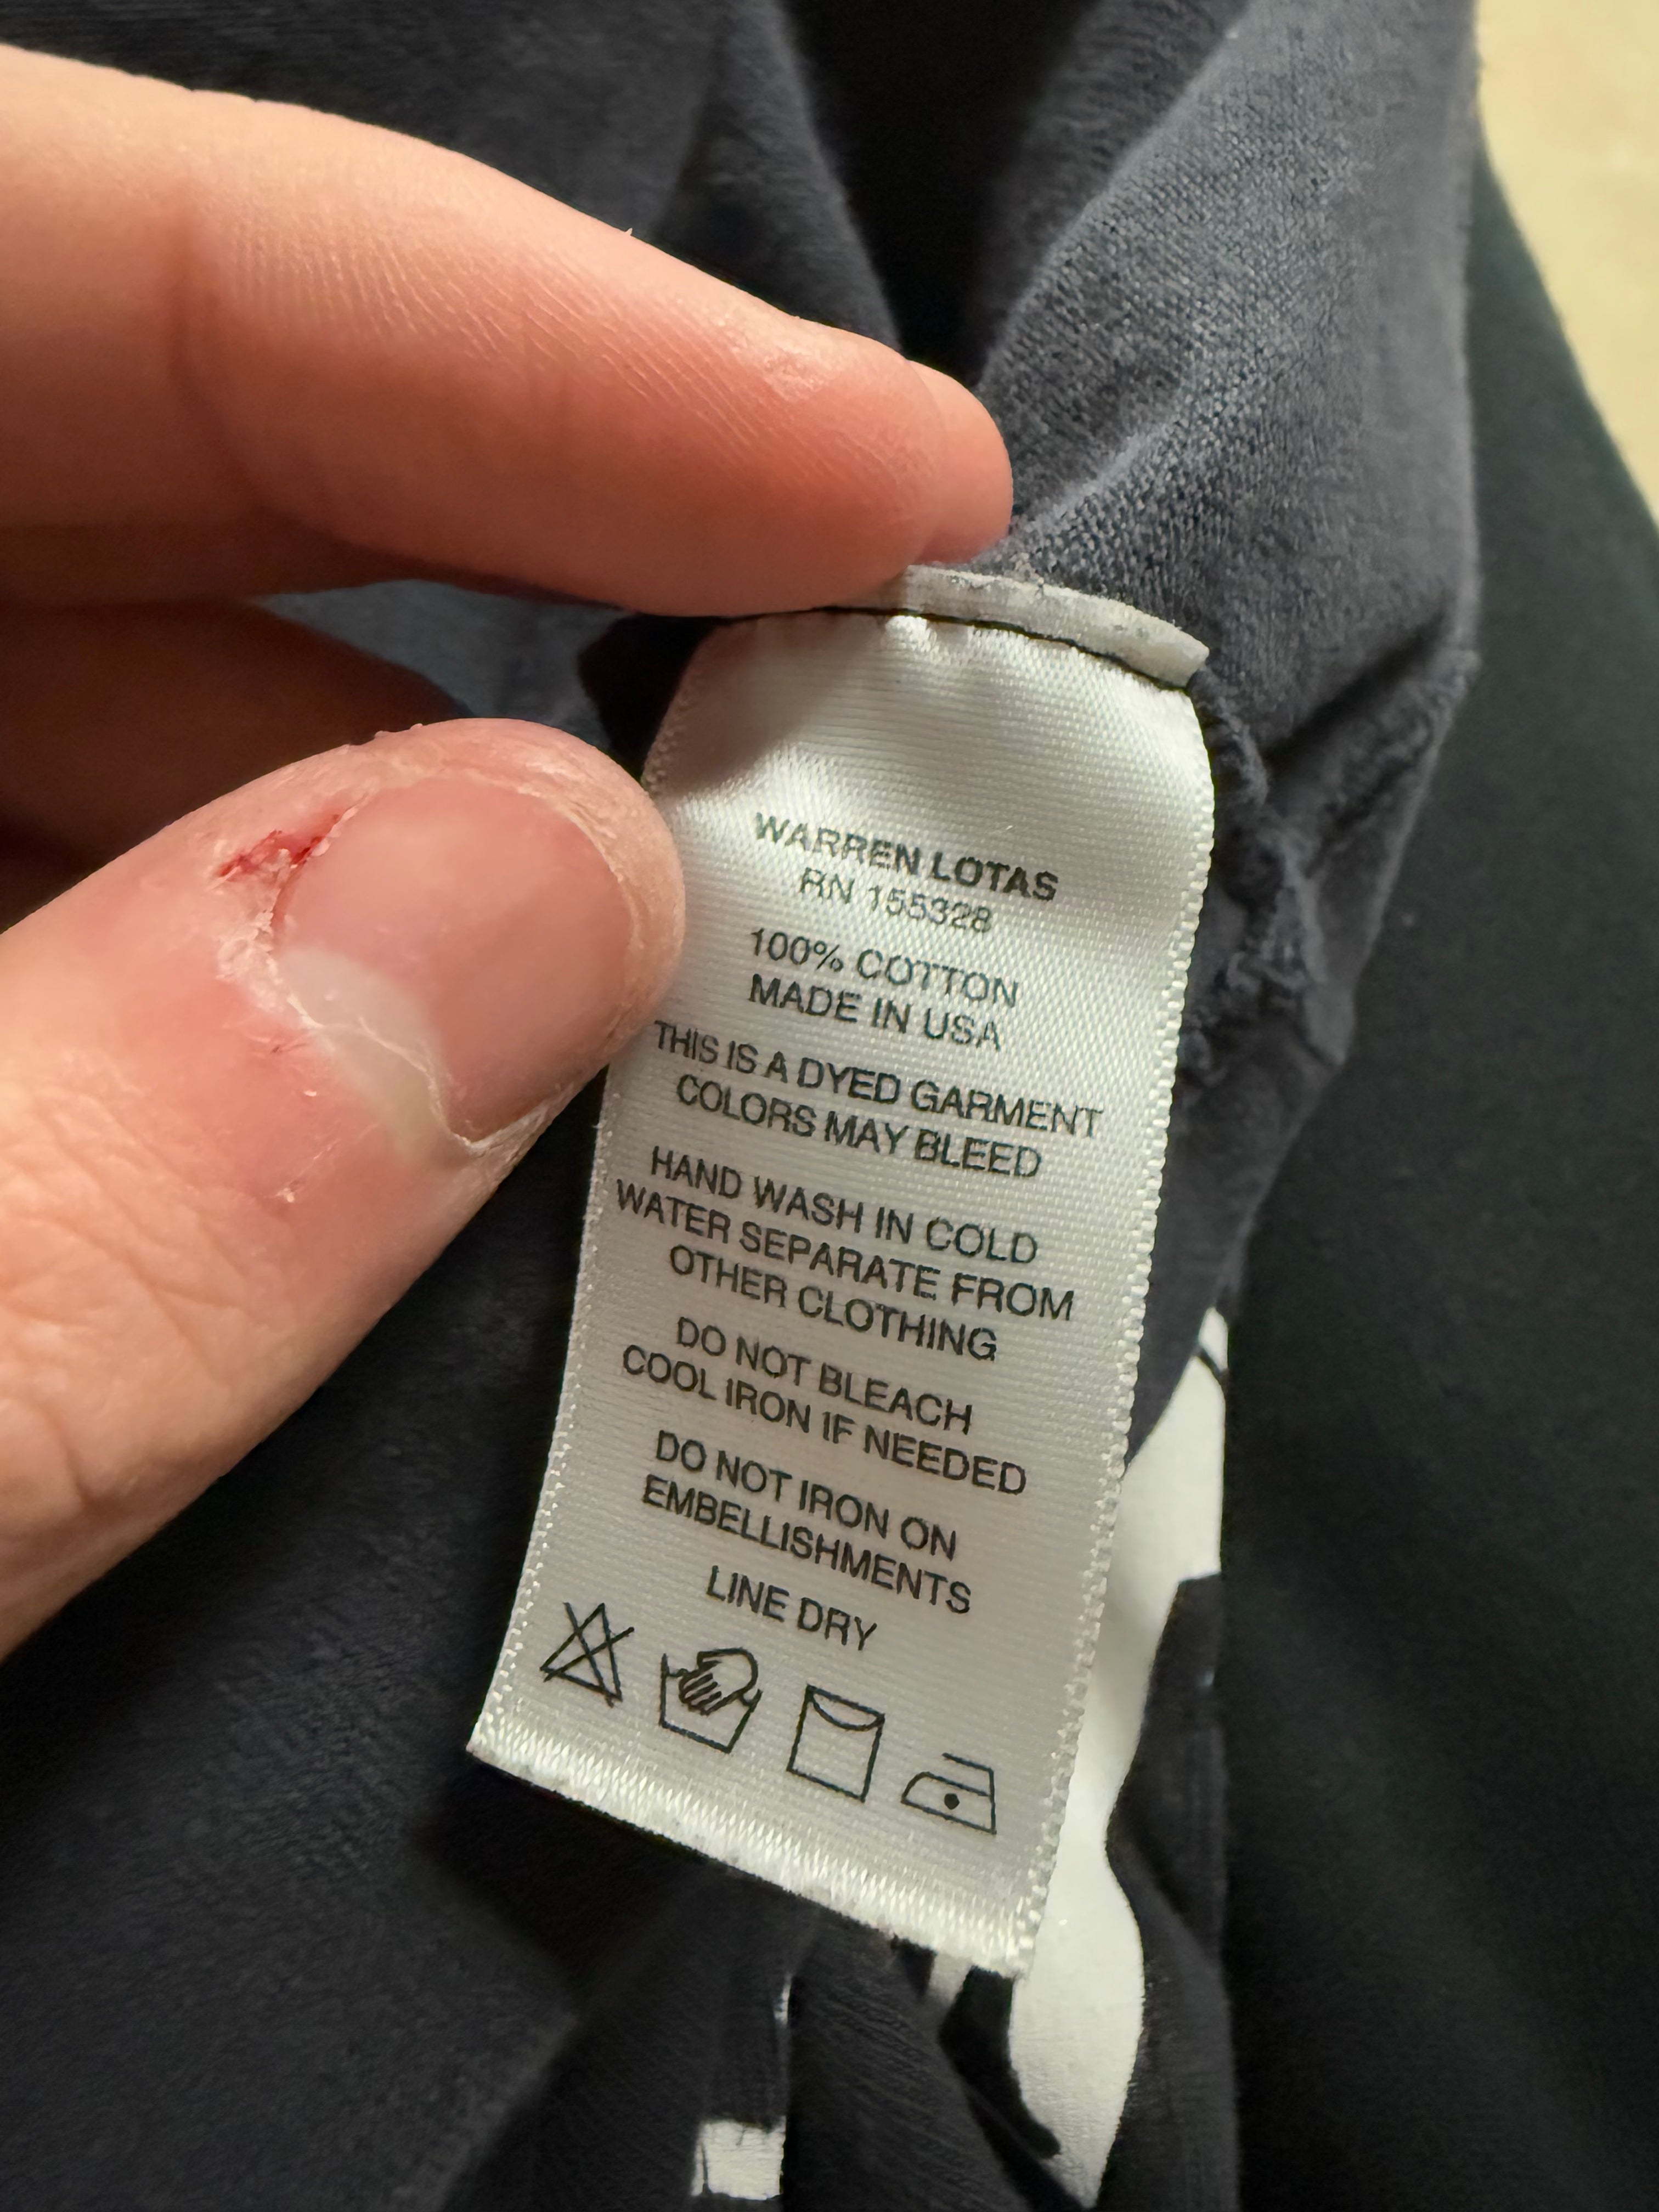 WARREN LOTAS
RN 155328
100% COTTON
MADE IN USA
THIS IS A DYED GARMENT
COLORS MAY BLEED
HAND WASH IN COLD
WATER SEPARATE FROM
OTHER CLOTHING
DO NOT BLEACH
COOL IRON IF NEEDED
DO NOT IRON ON
EMBELLISHMENTS
LINE DRY